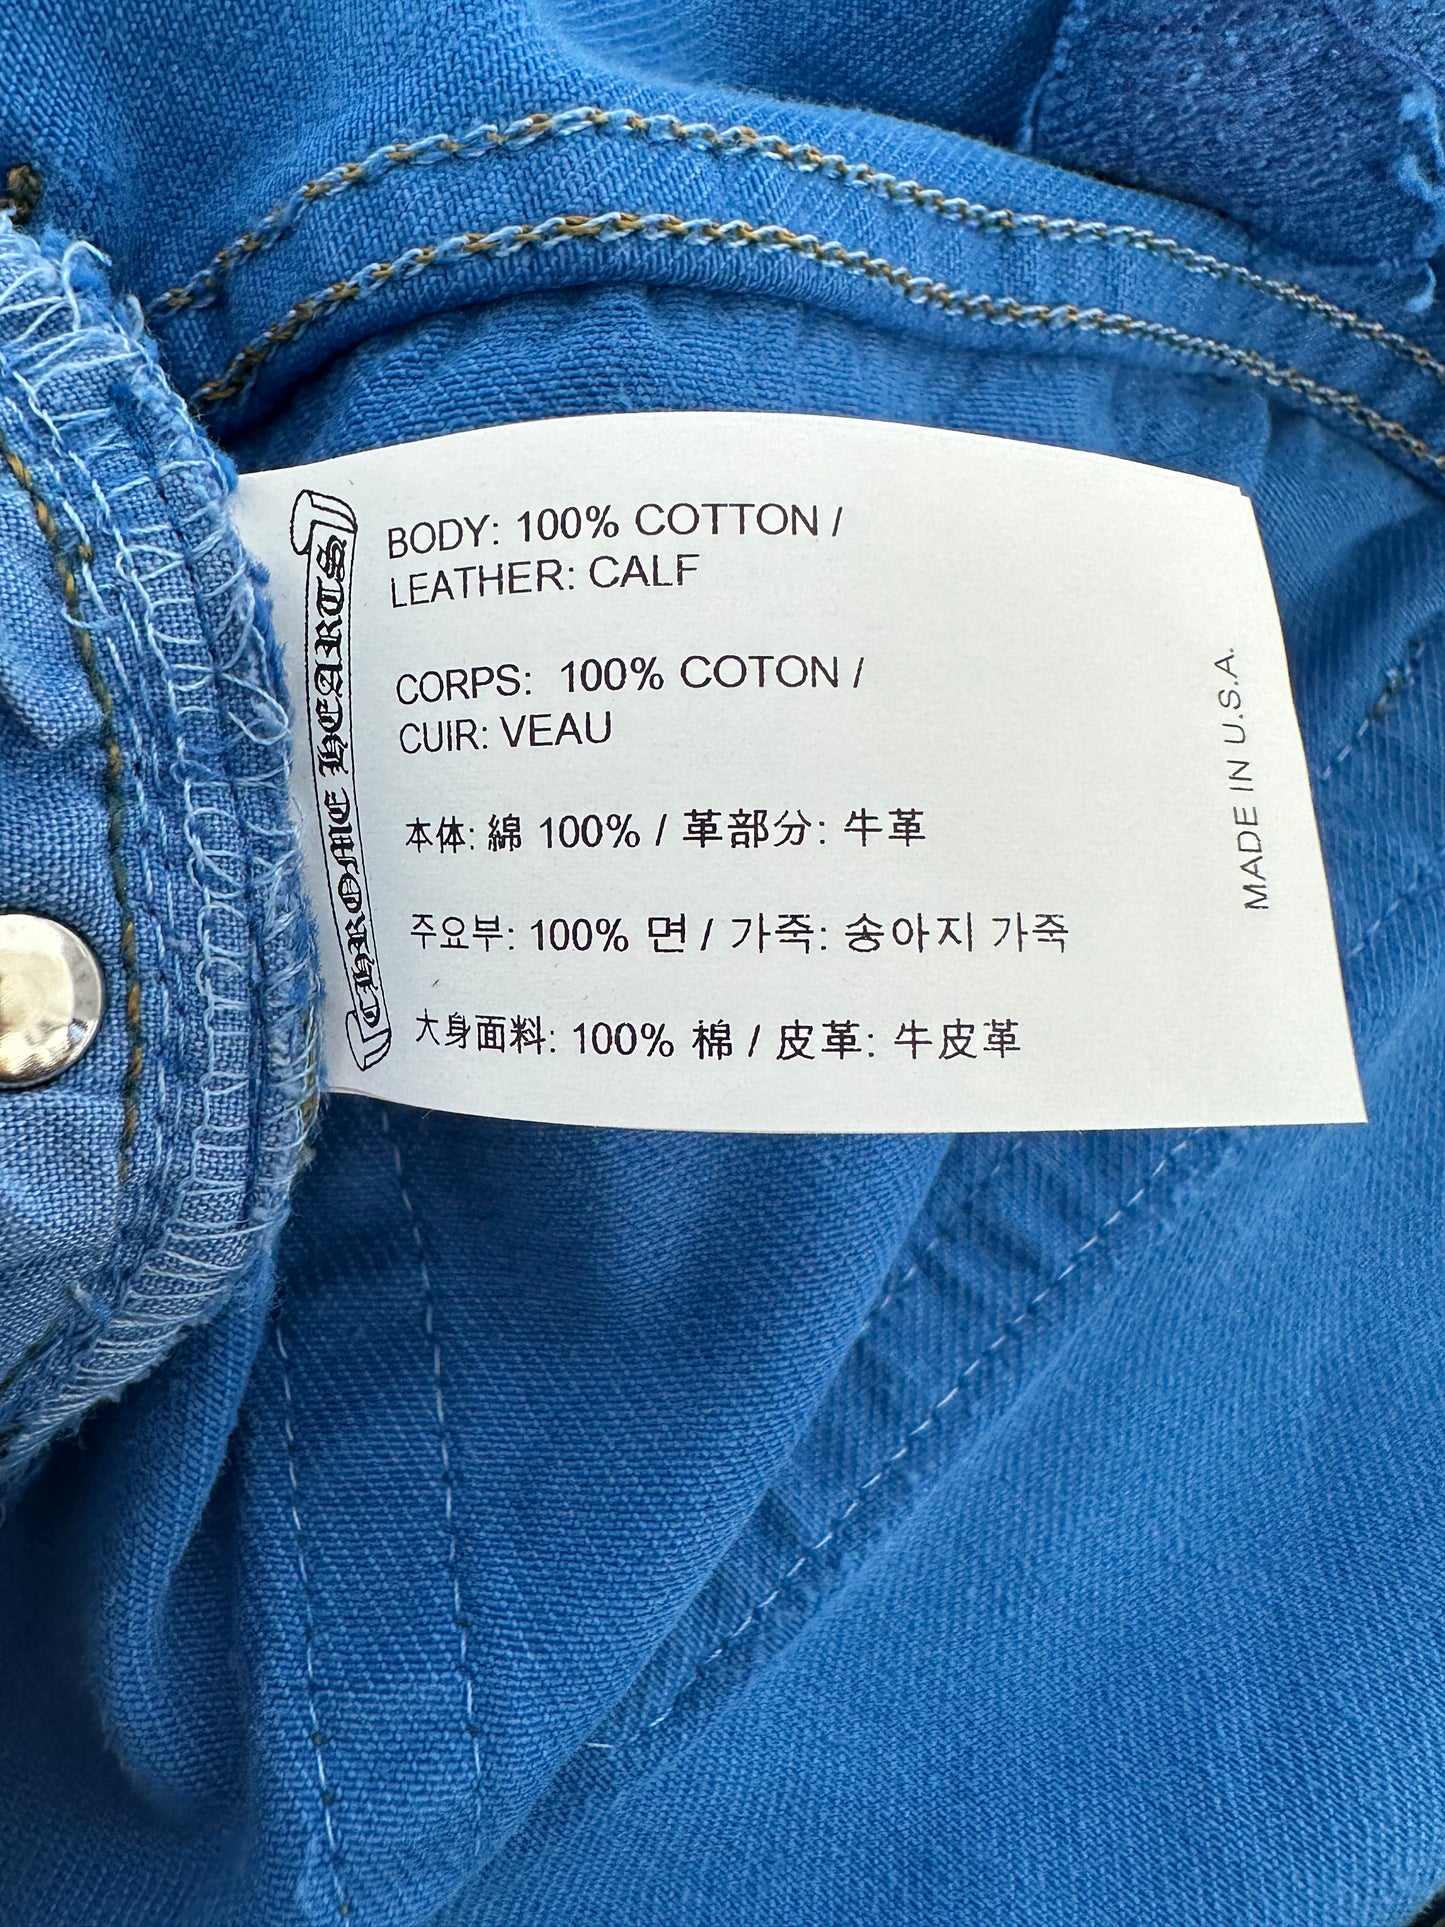 CHROME HEARTS
BODY: 100% COTTON /
LEATHER: CALF
CORPS: 100% COTON /
CUIR: VEAU
本体: 綿 100% / 革部分: 牛革
주요부: 100% 면 / 가죽: 송아지 가죽
大身面料: 100% 棉 / 皮革: 牛皮革
MADE IN U.S.A.